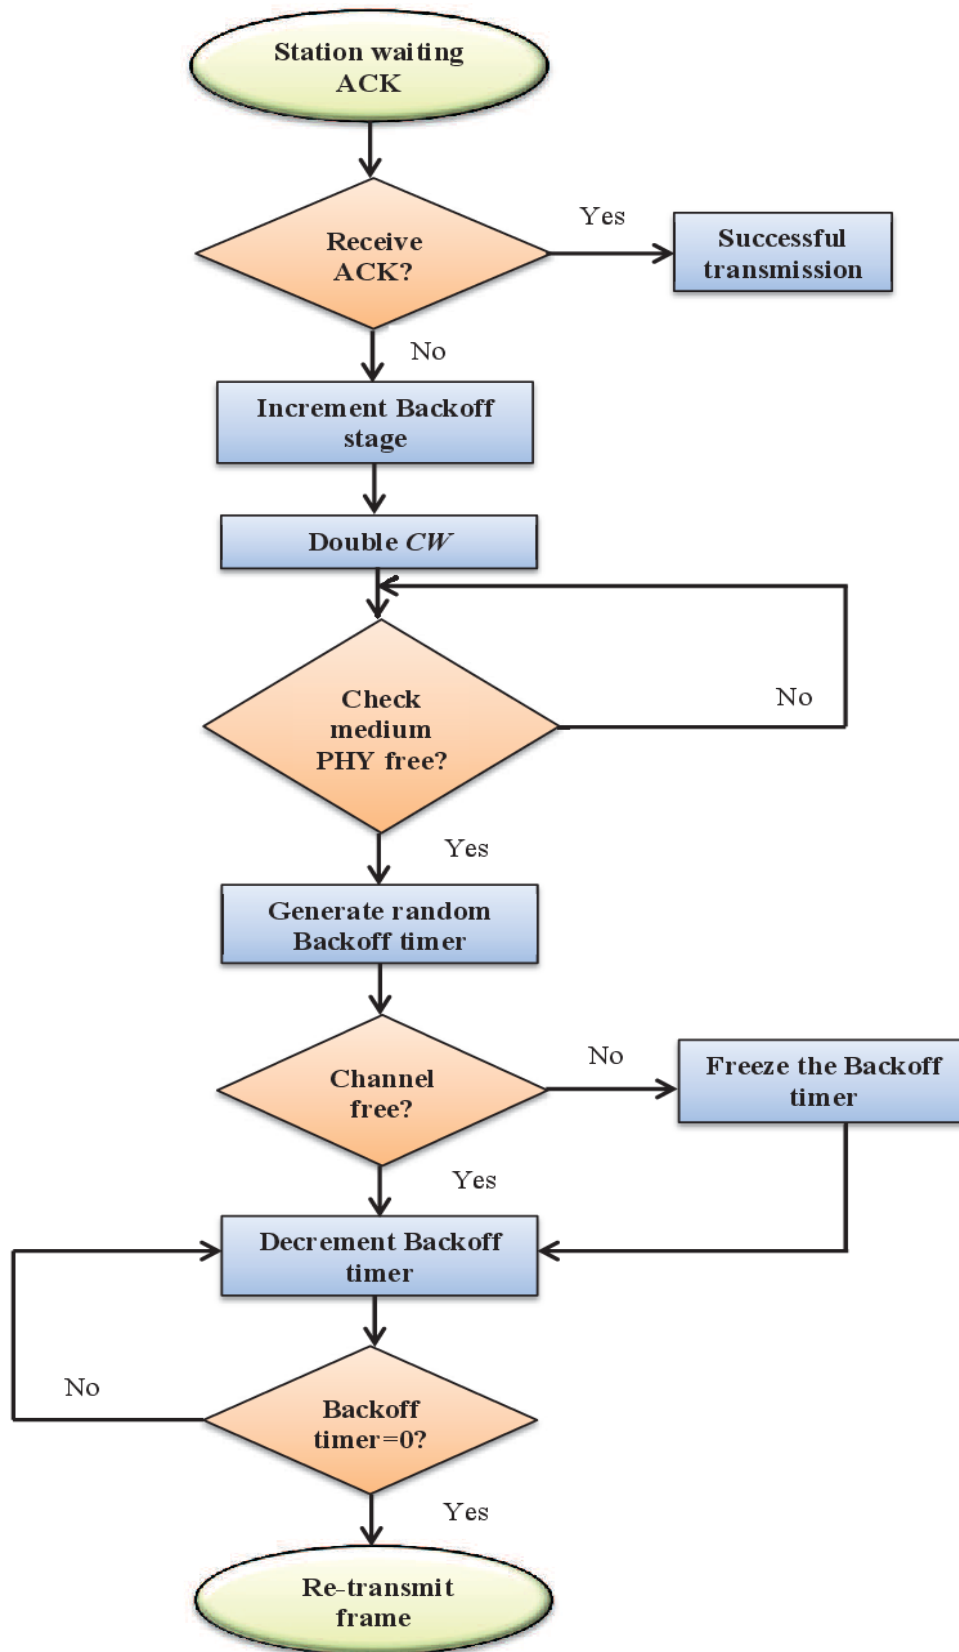 Station waiting
ACK
Receive
ACK?
Yes
Successful
transmission
No
Increment Backoff
stage
Double CW
Check
medium
PHY free?
No
Yes
Generate random
Backoff timer
Channel
free?
No
Freeze the Backoff
timer
Yes
Decrement Backoff
timer
No
Backoff
timer=0?
Yes
Re-transmit
frame